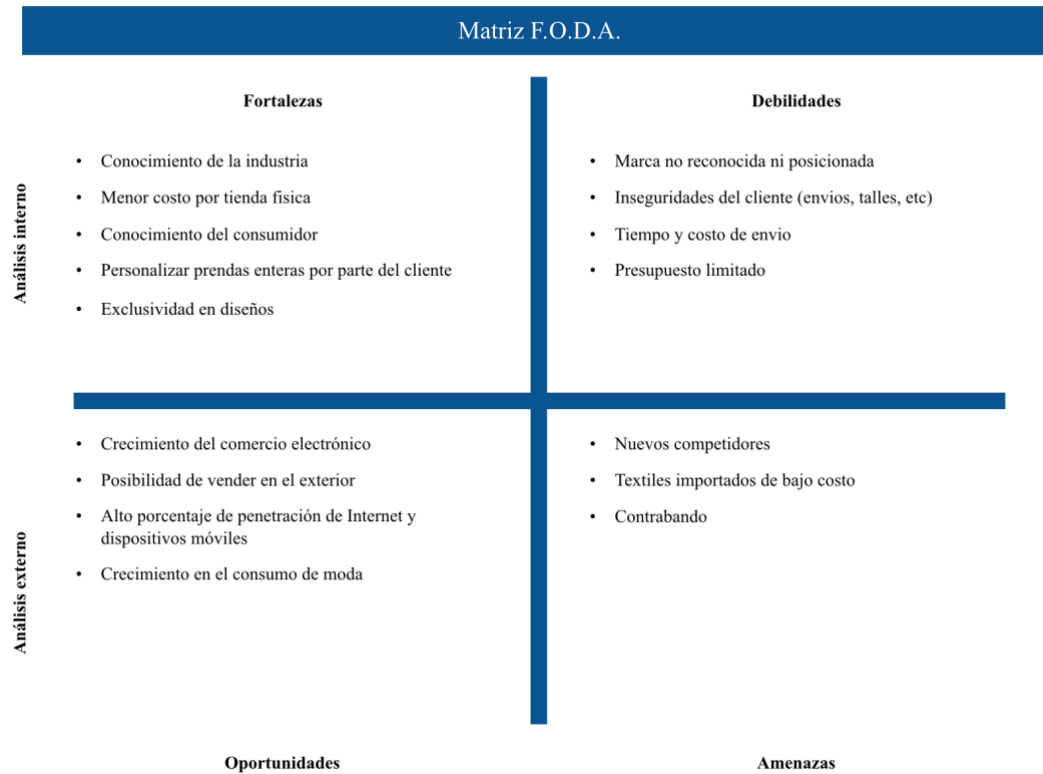 Matriz F.O.D.A.
Fortalezas
Debilidades
Análisis interno
• Conocimiento de la industria
• Menor costo por tienda fisica
• Conocimiento del consumidor
• Personalizar prendas enteras por parte del cliente
• Exclusividad en diseños
• Marca no reconocida ni posicionada
• Inseguridades del cliente (envios, talles, etc)
• Tiempo y costo de envio
• Presupuesto limitado
Análisis externo
• Crecimiento del comercio electrónico
• Posibilidad de vender en el exterior
• Alto porcentaje de penetración de Internet y
dispositivos móviles
• Crecimiento en el consumo de moda
• Nuevos competidores
• Textiles importados de bajo costo
• Contrabando
Oportunidades
Amenazas